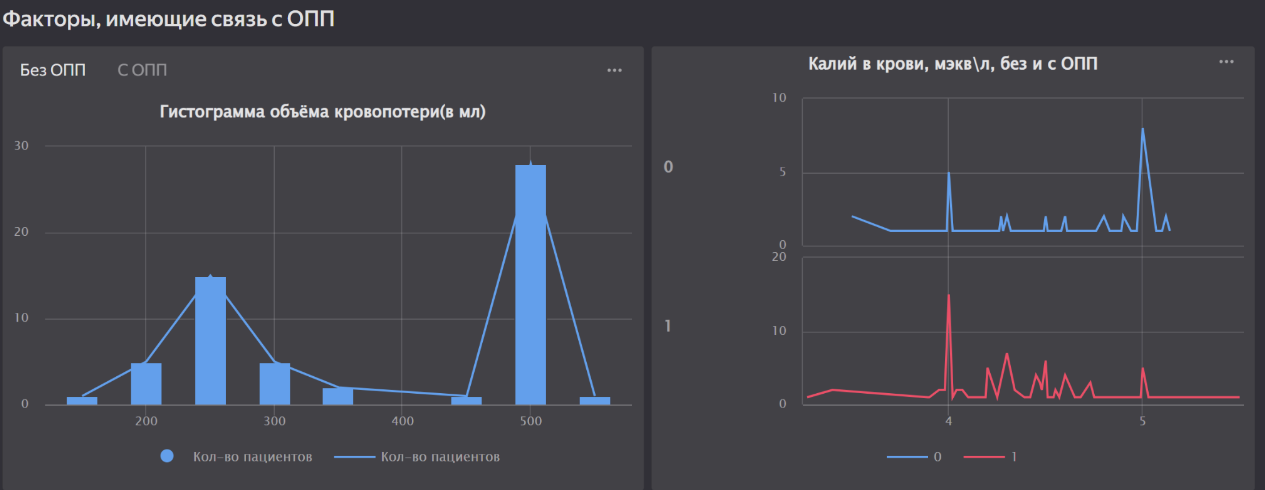 Факторы, имеющие связь с ОПП
Без ОПП С ОПП ...
Гистограмма объёма кровопотери(в мл)
30
20
10
0
200 300 400 500
Кол-во пациентов Кол-во пациентов
Калий в крови, мэкв\л, без и с ОПП ...
0
10
5
0
1
20
10
0
4 5
0 1